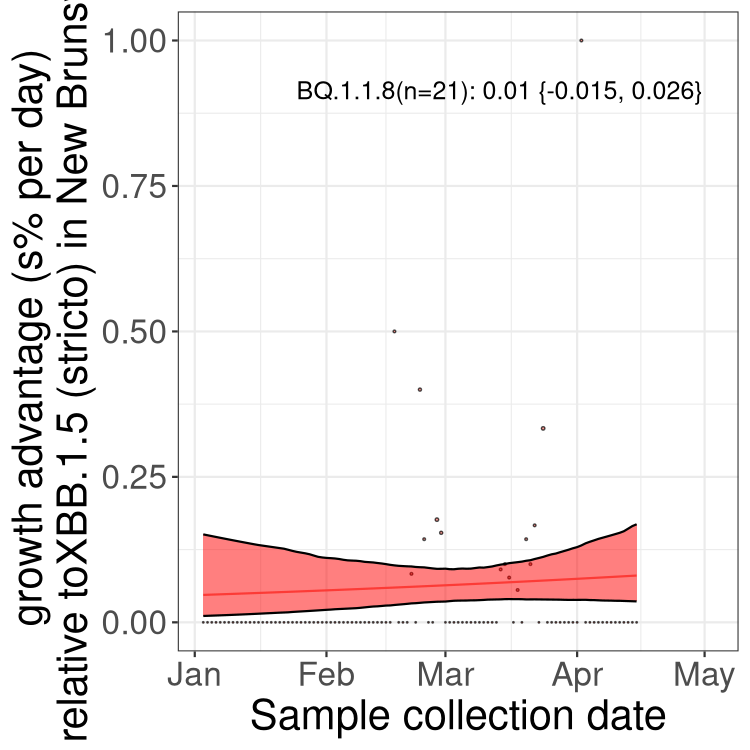 growth advantage (s% per day)
relative toXBB.1.5 (stricto) in New Bruns
1.00
0.75
0.50
0.25
0.00
BQ.1.1.8(n=21): 0.01 {-0.015, 0.026}
Jan Feb Mar Apr May
Sample collection date